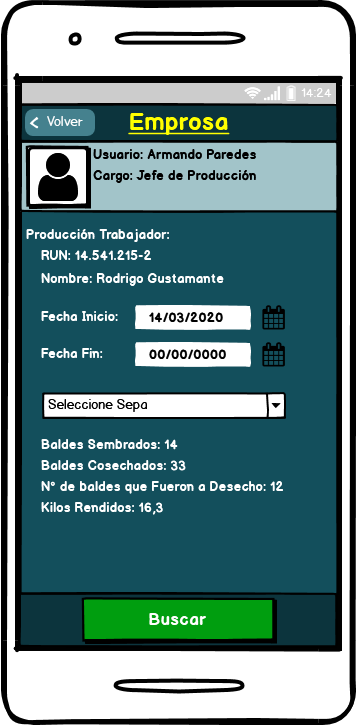 14:24
Volver
Emprosa
Usuario: Armando Paredes
Cargo: Jefe de Producción
Producción Trabajador:
RUN: 14.541.215-2
Nombre: Rodrigo Gustamante
Fecha Inicio: 14/03/2020
Fecha Fin: 00/00/0000
Seleccione Sepa
Baldes Sembrados: 14
Baldes Cosechados: 33
N° de baldes que Fueron a Desecho: 12
Kilos Rendidos: 16,3
Buscar